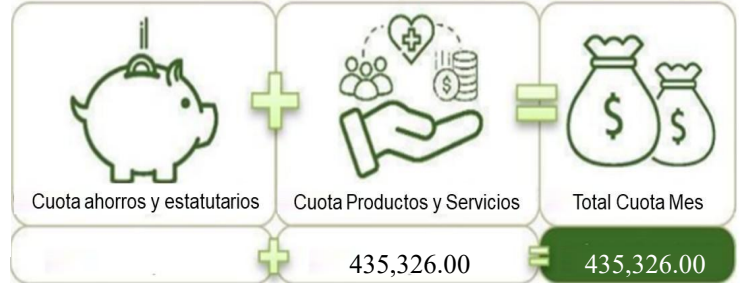 Cuota ahorros y estatutarios
Cuota Productos y Servicios
Total Cuota Mes
435,326.00
435,326.00